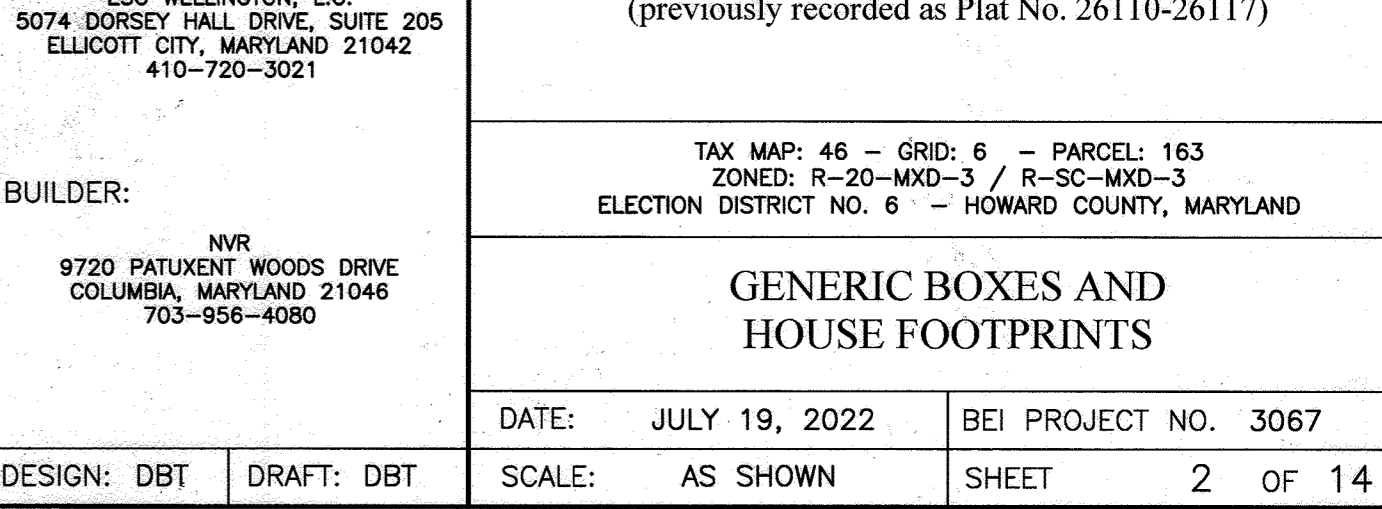 WELLINGTON, L.C.
5074 DORSEY HALL DRIVE, SUITE 205
ELLICOTT CITY, MARYLAND 21042
410-720-3021
BUILDER:
NVR
9720 PATUXENT WOODS DRIVE
COLUMBIA, MARYLAND 21046
703-956-4080
DESIGN: DBT
DRAFT: DBT
(previously recorded as Plat No. 26110-26117)
TAX MAP: 46 - GRID: 6 - PARCEL: 163
ZONED: R-20-MXD-3 / R-SC-MXD-3
ELECTION DISTRICT NO. 6 - HOWARD COUNTY, MARYLAND
GENERIC BOXES AND
HOUSE FOOTPRINTS
DATE: JULY 19, 2022
BEI PROJECT NO. 3067
SCALE: AS SHOWN
SHEET 2 OF 14